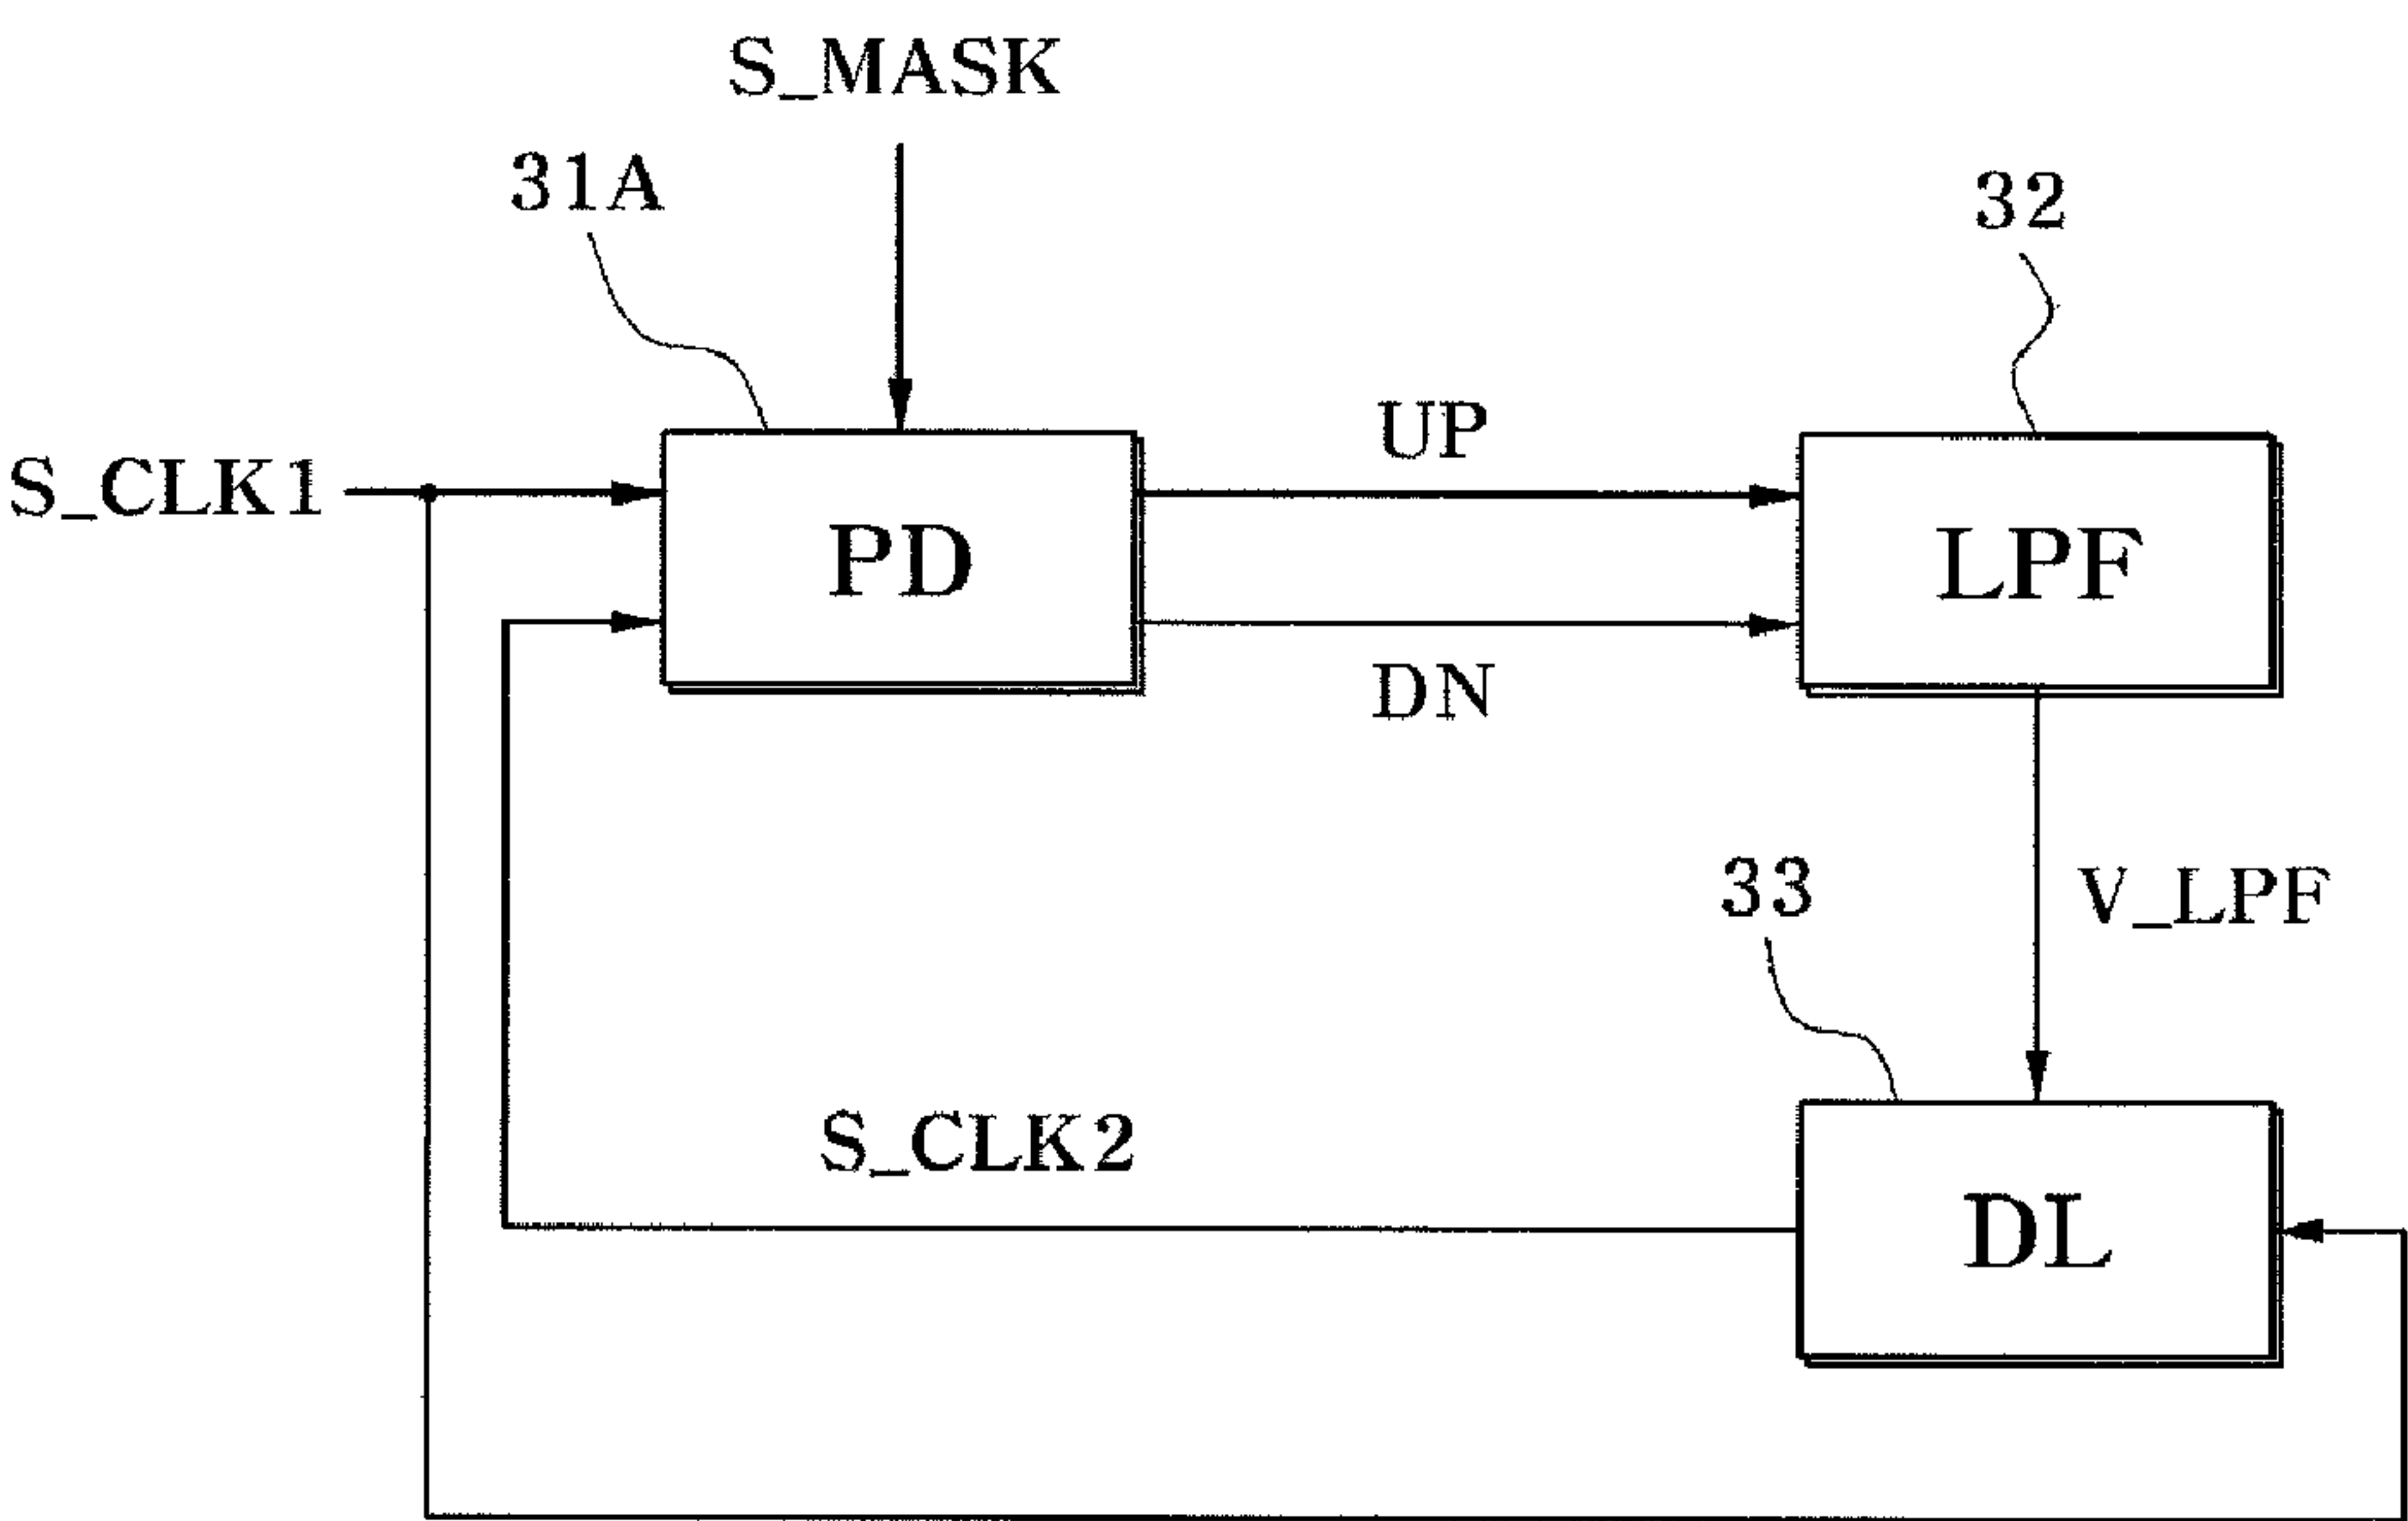 S_MASK
31A
32
S_CLK1
UP
PD
LPF
DN
33
V_LPF
S_CLK2
DL